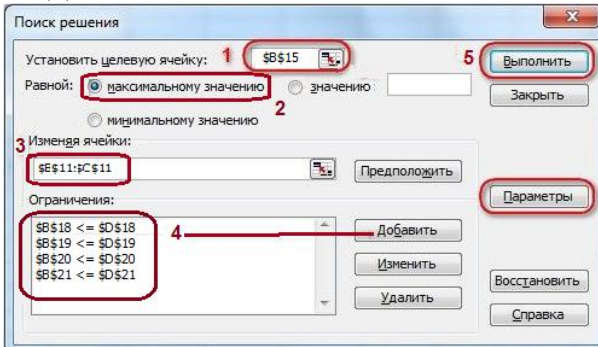 Поиск решения
Установить целевую ячейку: 1 $B$15 5 Выполнить
Равной: максимальному значению значению Закрыть
2
минимальному значению
3 Изменяя ячейки:
$E$11:$C$11 Предположить
Ограничения: Параметры
$B$18 <= $D$18 4 Добавить
$B$19 <= $D$19
$B$20 <= $D$20 Изменить
$B$21 <= $D$21 Восстановить
Удалить
Справка